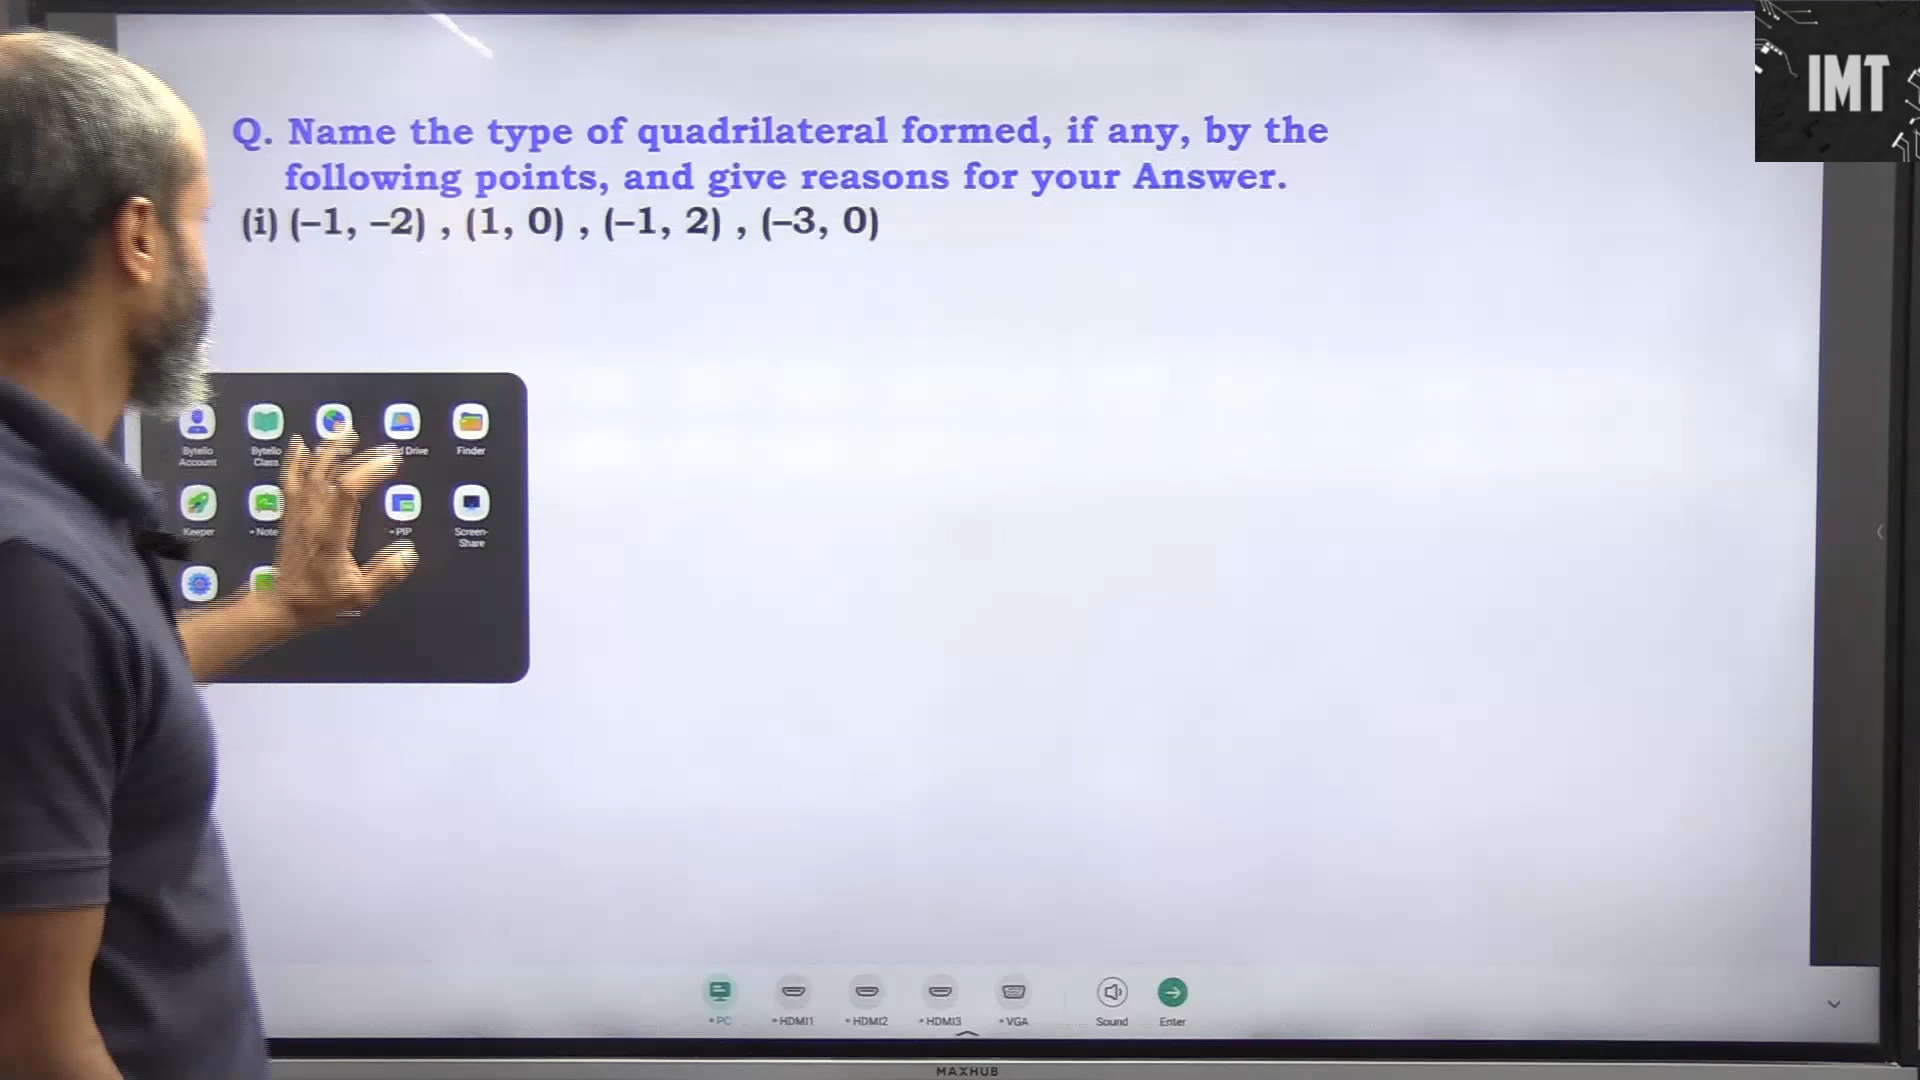 IMT
Q. Name the type of quadrilateral formed, if any, by the
following points, and give reasons for your Answer.
(i) (–1, –2) , (1, 0) , (–1, 2) , (–3, 0)
Bytello Account
Bytello Class
Drive
Finder
Keeper
Note
PIP
Screen-Share
PC
HDMI1
HDMI2
HDMI3
VGA
Sound
Enter
MAXHUB